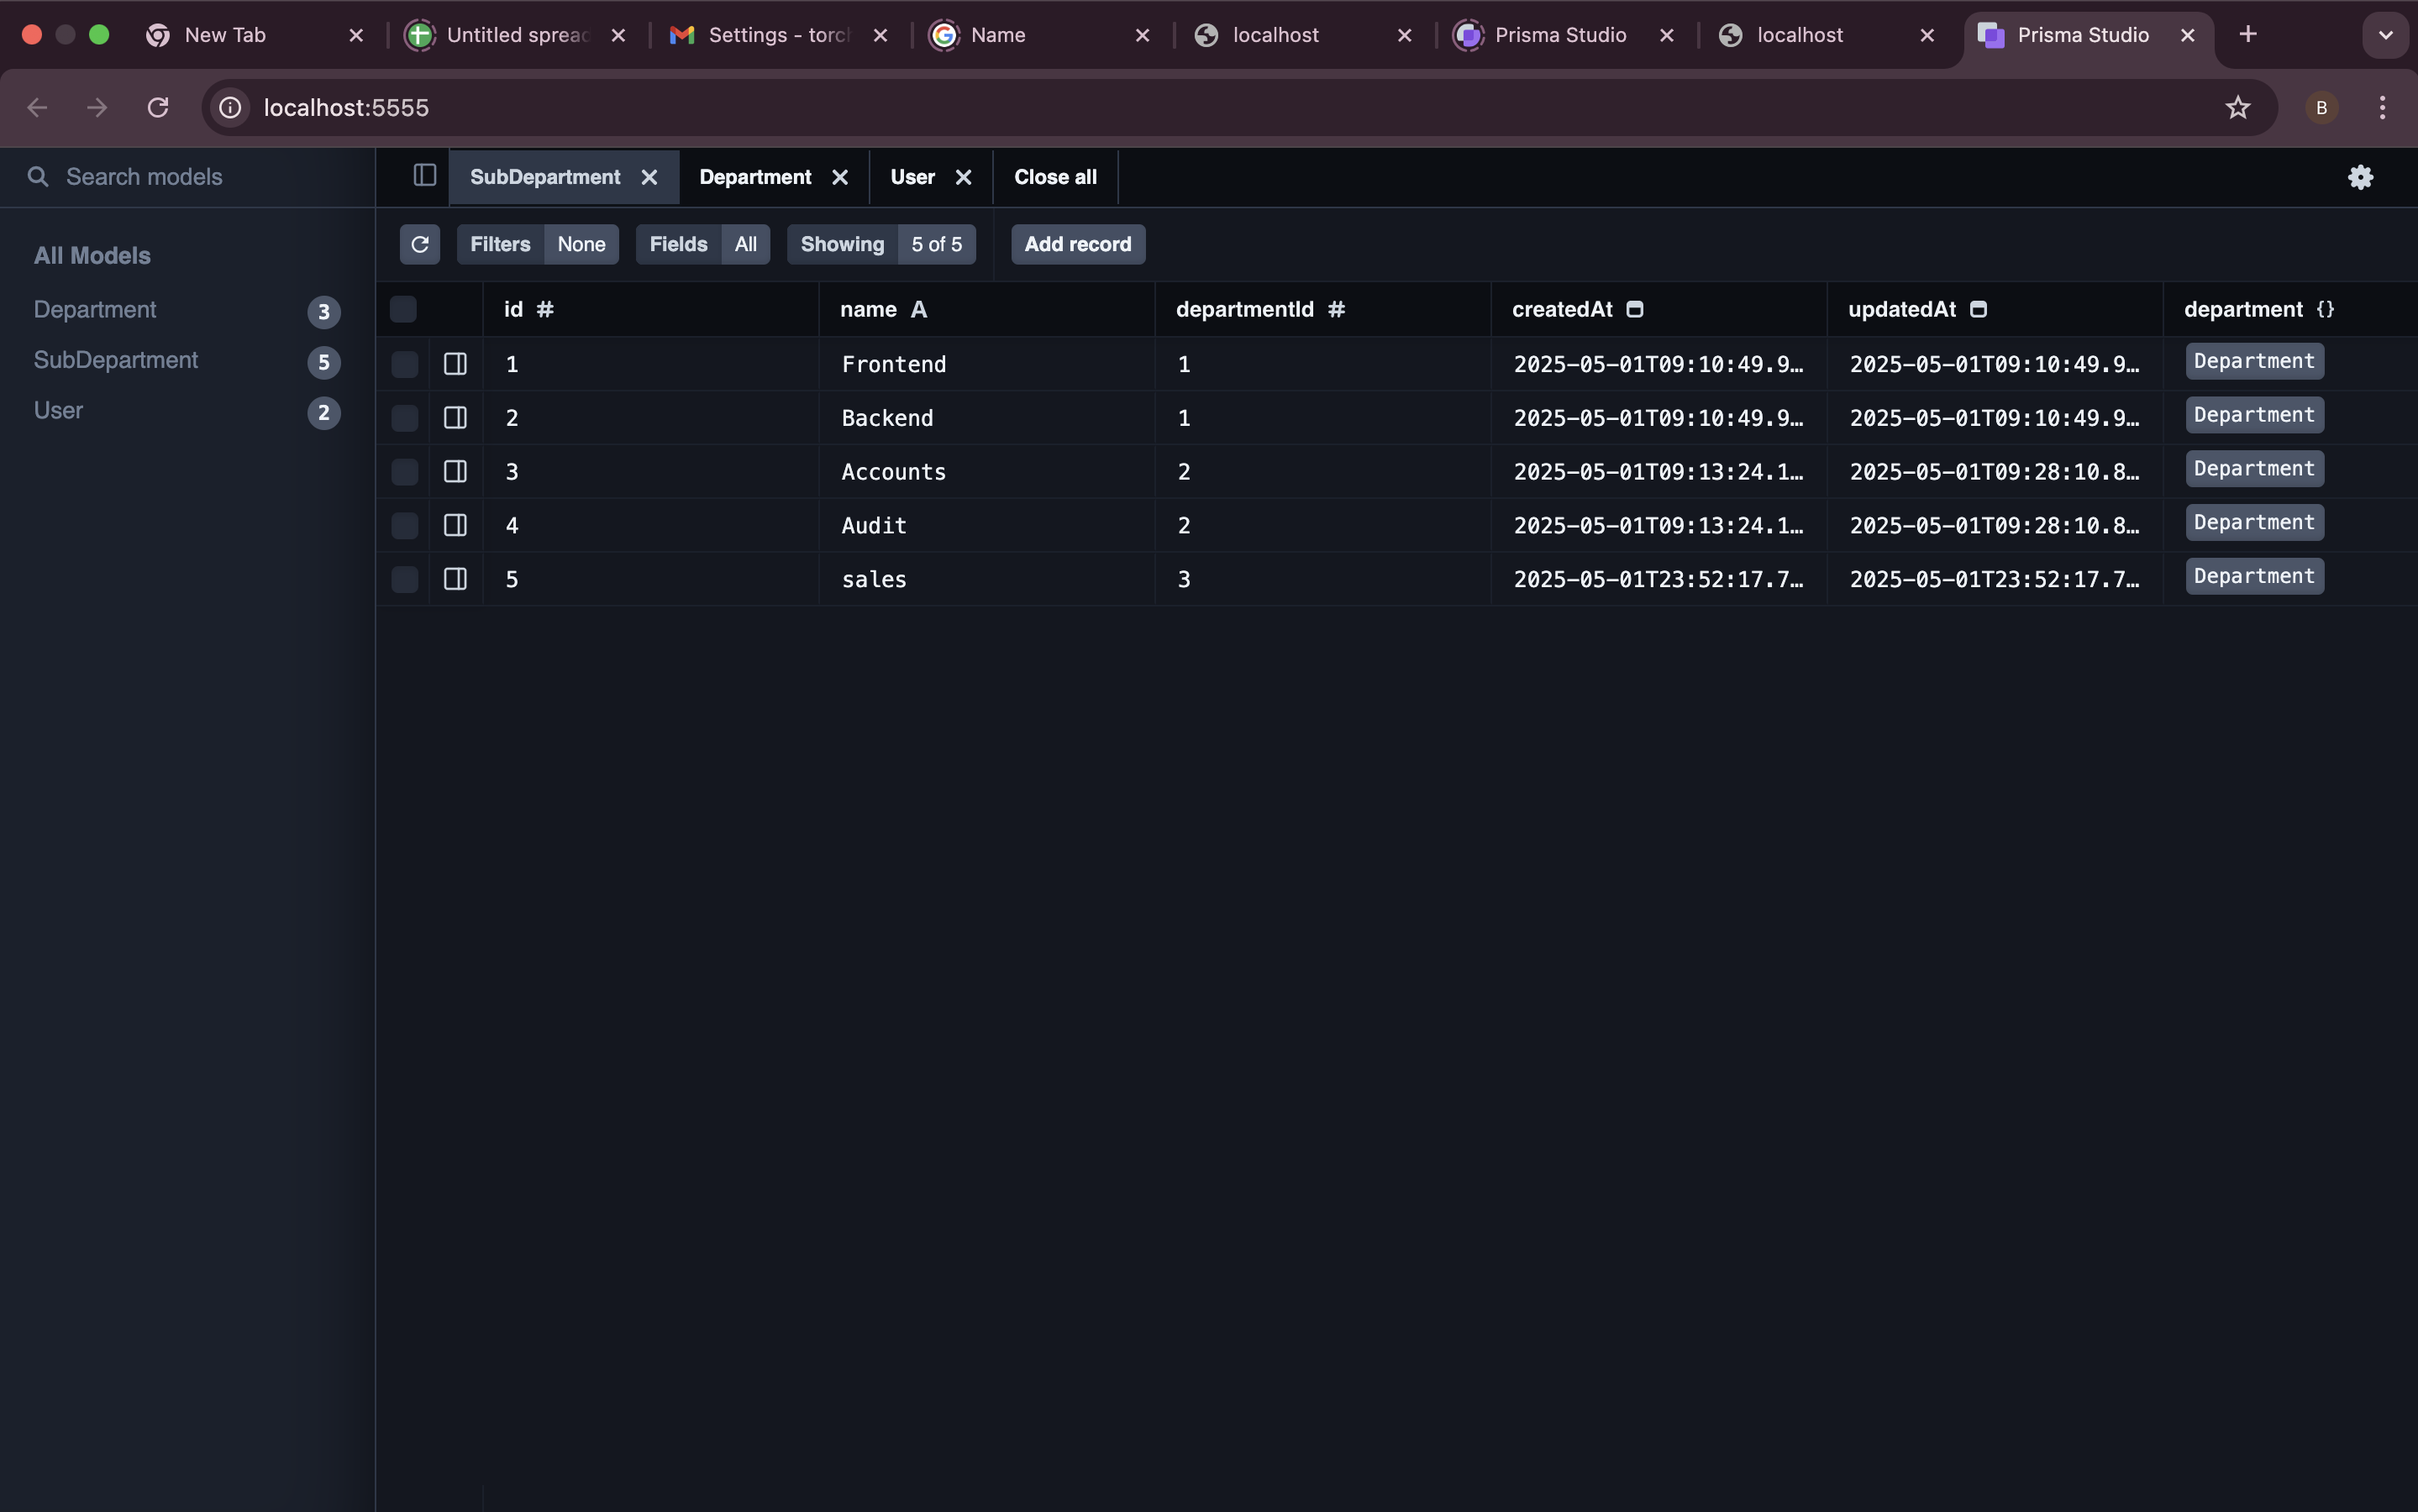 New Tab Untitled spread Settings - torch Name localhost Prisma Studio localhost Prisma Studio
localhost:5555 B
Search models SubDepartment Department User Close all
Filters None Fields All Showing 5 of 5 Add record
All Models
Department 3
SubDepartment 5
User 2
id # name A departmentId # createdAt updatedAt department {}
1 Frontend 1 2025-05-01T09:10:49.9… 2025-05-01T09:10:49.9… Department
2 Backend 1 2025-05-01T09:10:49.9… 2025-05-01T09:10:49.9… Department
3 Accounts 2 2025-05-01T09:13:24.1… 2025-05-01T09:28:10.8… Department
4 Audit 2 2025-05-01T09:13:24.1… 2025-05-01T09:28:10.8… Department
5 sales 3 2025-05-01T23:52:17.7… 2025-05-01T23:52:17.7… Department